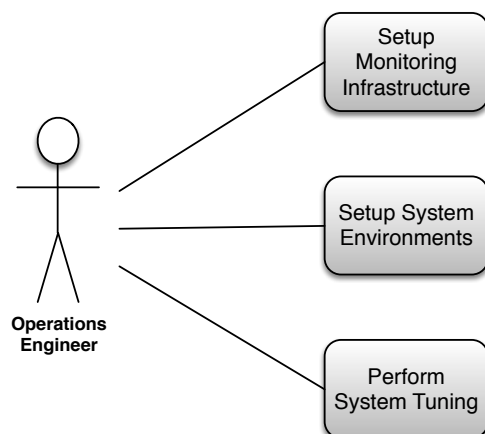 Setup
Monitoring
Infrastructure
Setup System
Environments
Operations
Engineer
Perform
System Tuning